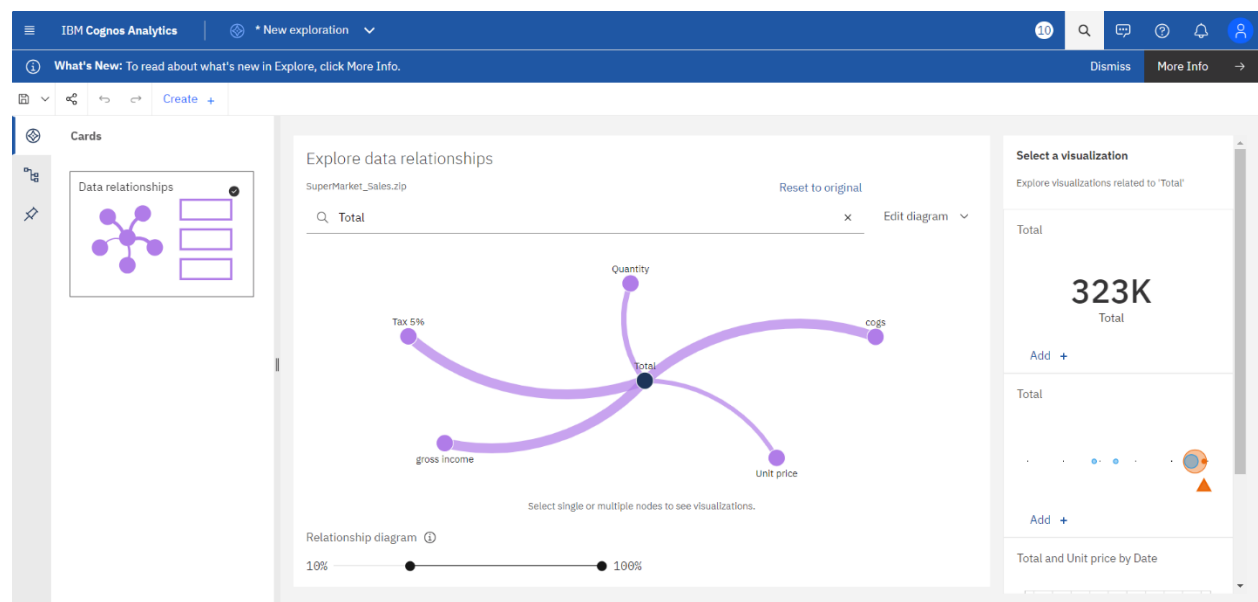 IBM Cognos Analytics
* New exploration
10
What's New: To read about what's new in Explore, click More Info.
Dismiss
More Info
Create +
Cards
Data relationships
Explore data relationships
SuperMarket_Sales.zip
Reset to original
Total
Edit diagram
Quantity
Tax 5%
cogs
Total
gross income
Unit price
Select single or multiple nodes to see visualizations.
Relationship diagram
10%
100%
Select a visualization
Explore visualizations related to 'Total'
Total
323K
Total
Add +
Total
Add +
Total and Unit price by Date